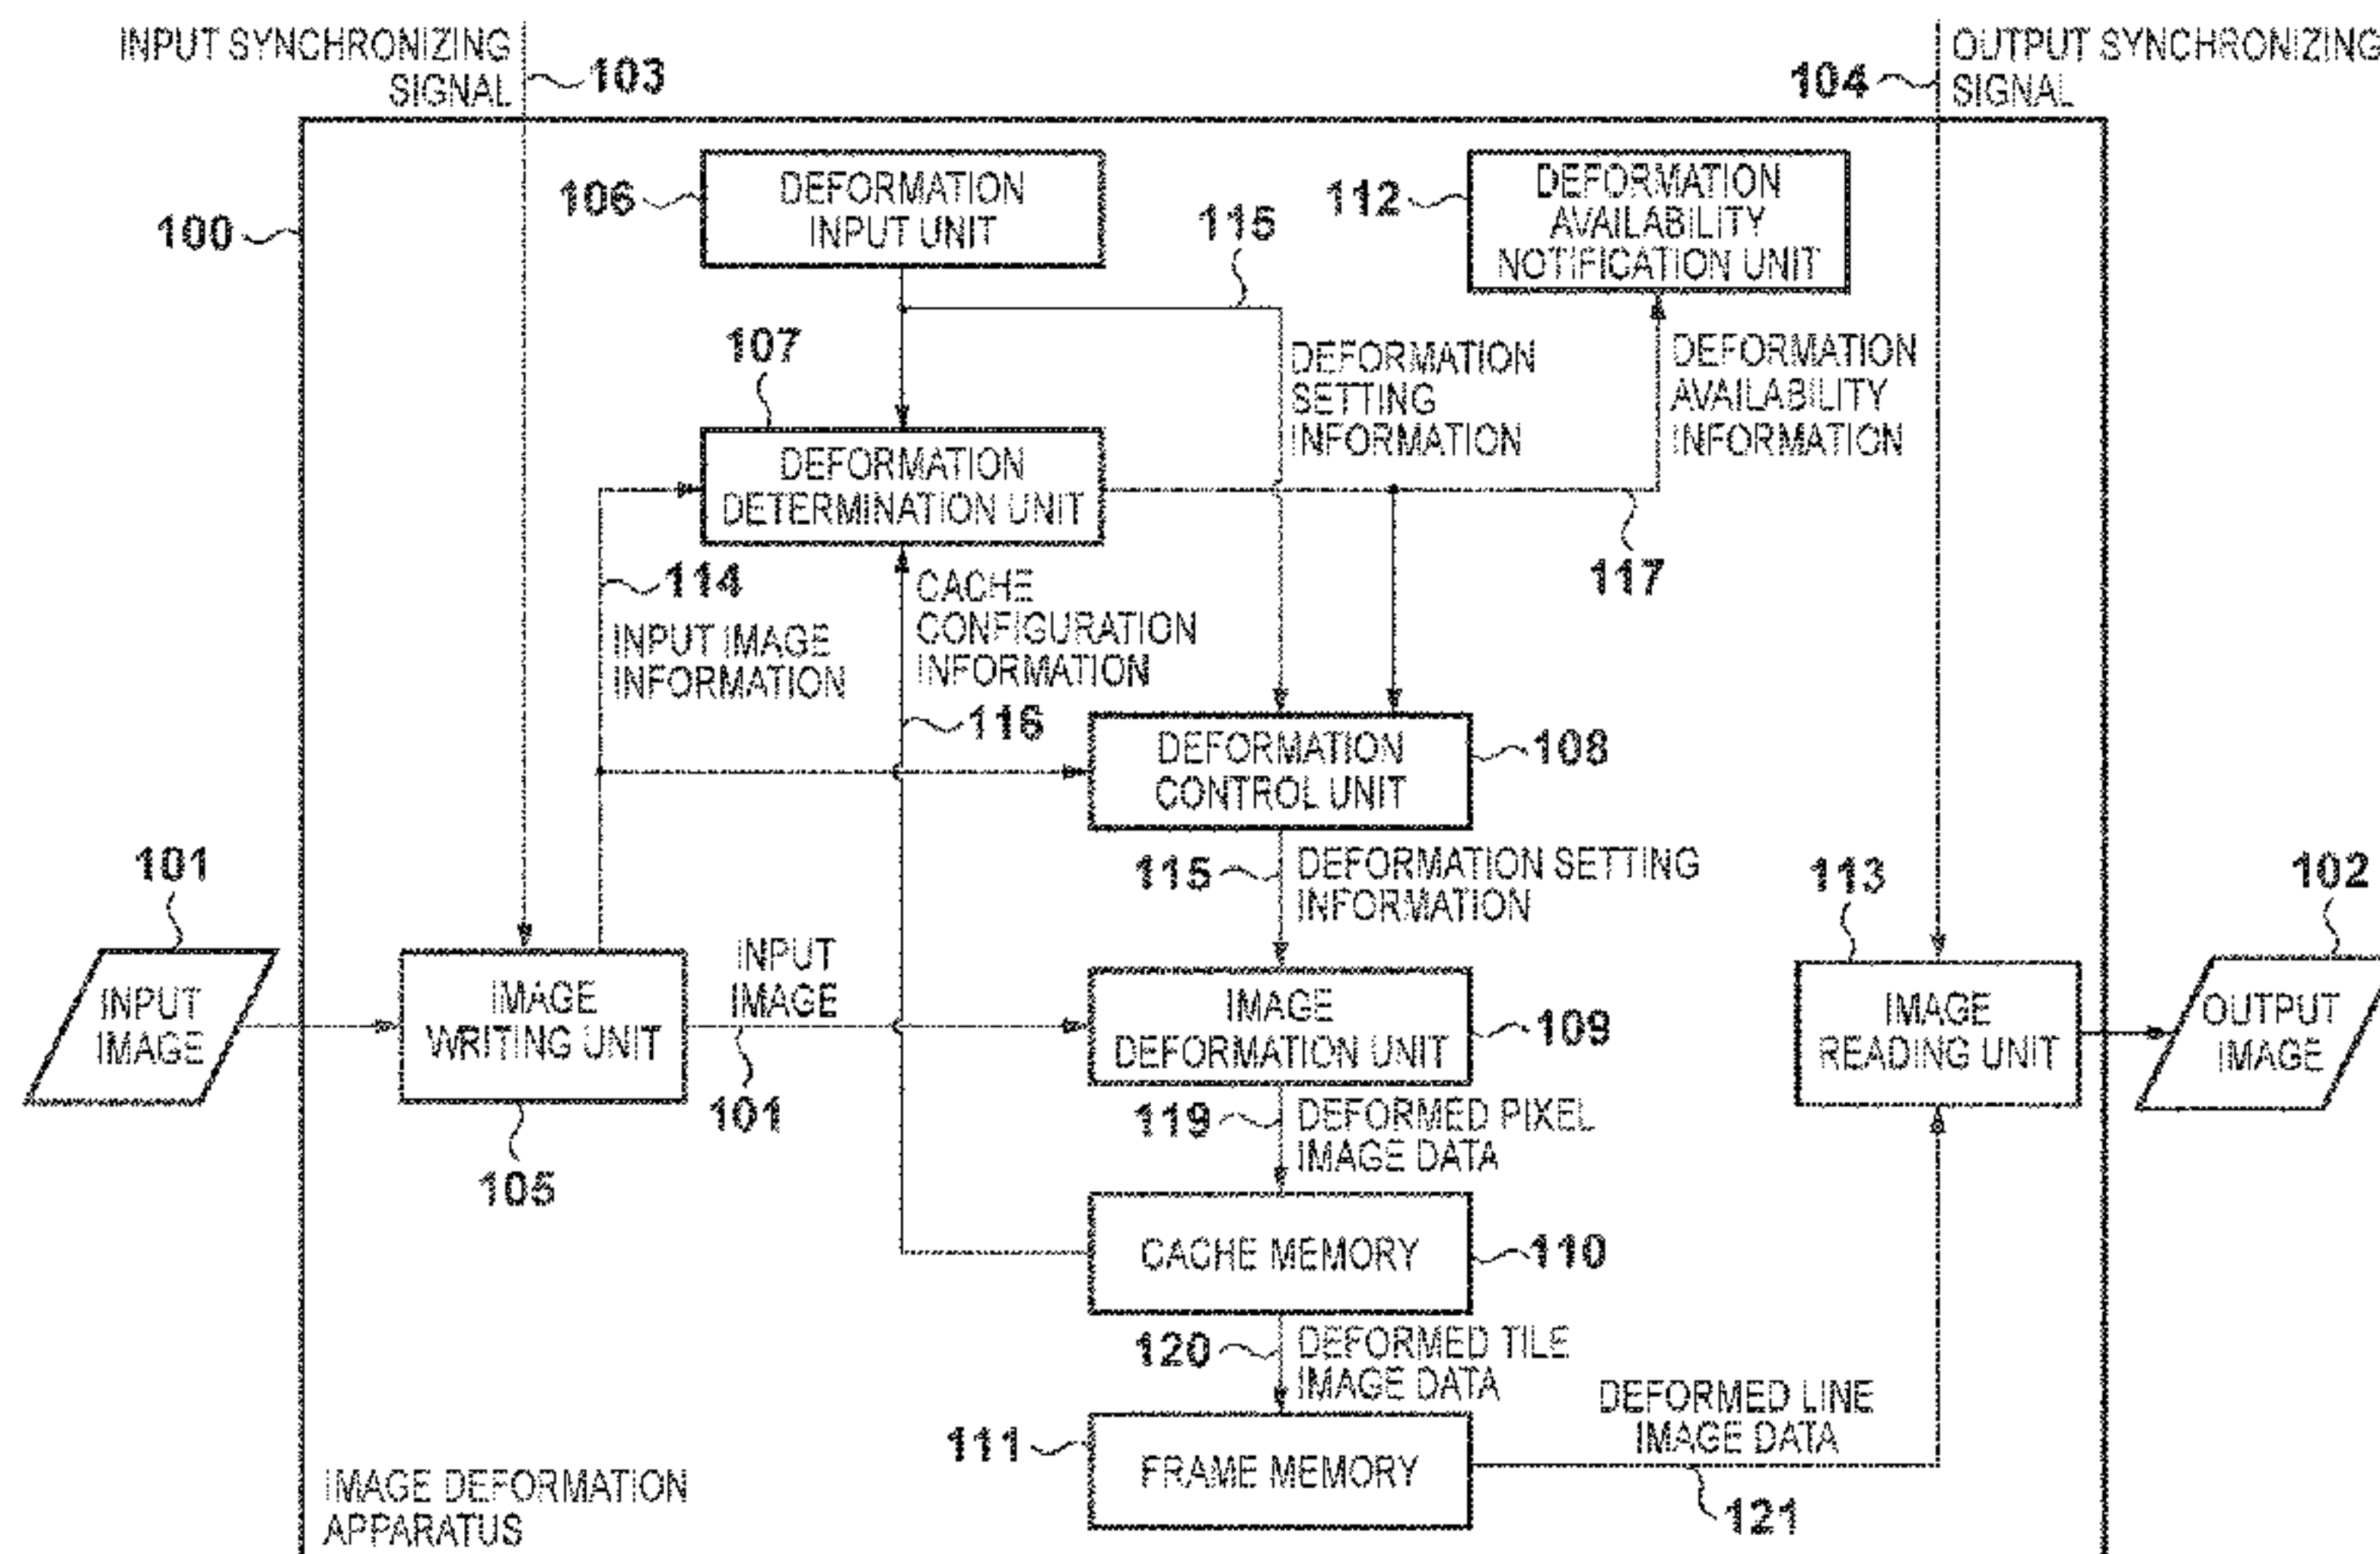 INPUT SYNCHRONIZING
SIGNAL
103
104
OUTPUT SYNCHRONIZING
SIGNAL
100
106
DEFORMATION
INPUT UNIT
115
112
DEFORMATION
AVAILABILITY
NOTIFICATION UNIT
107
DEFORMATION
SETTING
INFORMATION
DEFORMATION
AVAILABILITY
INFORMATION
DEFORMATION
DETERMINATION UNIT
117
114
INPUT IMAGE
INFORMATION
CACHE
CONFIGURATION
INFORMATION
116
DEFORMATION
CONTROL UNIT
108
115
DEFORMATION SETTING
INFORMATION
101
INPUT
IMAGE
IMAGE
WRITING UNIT
105
INPUT
IMAGE
101
IMAGE
DEFORMATION UNIT
109
113
IMAGE
READING UNIT
102
OUTPUT
IMAGE
119
DEFORMED PIXEL
IMAGE DATA
CACHE MEMORY
110
120
DEFORMED TILE
IMAGE DATA
111
FRAME MEMORY
DEFORMED LINE
IMAGE DATA
121
IMAGE DEFORMATION
APPARATUS